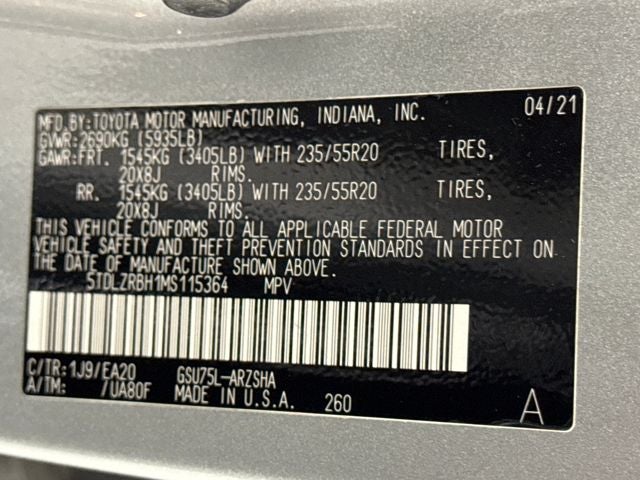 MFD.BY:TOYOTA MOTOR MANUFACTURING, INDIANA, INC. 04/21
GVWR:2690KG (5935LB)
GAWR:FRT. 1545KG (3405LB) WITH 235/55R20 TIRES,
20X8J RIMS.
RR. 1545KG (3405LB) WITH 235/55R20 TIRES,
20X8J RIMS.
THIS VEHICLE CONFORMS TO ALL APPLICABLE FEDERAL MOTOR
VEHICLE SAFETY AND THEFT PREVENTION STANDARDS IN EFFECT ON
THE DATE OF MANUFACTURE SHOWN ABOVE.
5TDLZRBH1MS115364 MPV
C/TR:1J9/EA20 GSU75L-ARZSHA
A/TM: /UA80F MADE IN U.S.A. 260 A